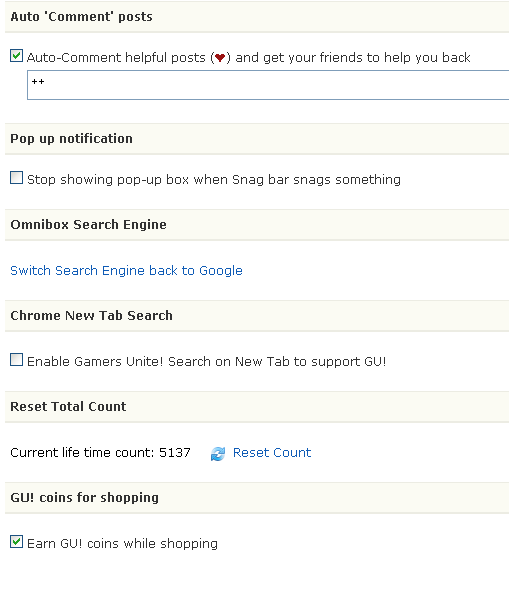 Auto 'Comment' posts
Auto-Comment helpful posts (♥) and get your friends to help you back
++
Pop up notification
Stop showing pop-up box when Snag bar snags something
Omnibox Search Engine
Switch Search Engine back to Google
Chrome New Tab Search
Enable Gamers Unite! Search on New Tab to support GU!
Reset Total Count
Current life time count: 5137 Reset Count
GU! coins for shopping
Earn GU! coins while shopping